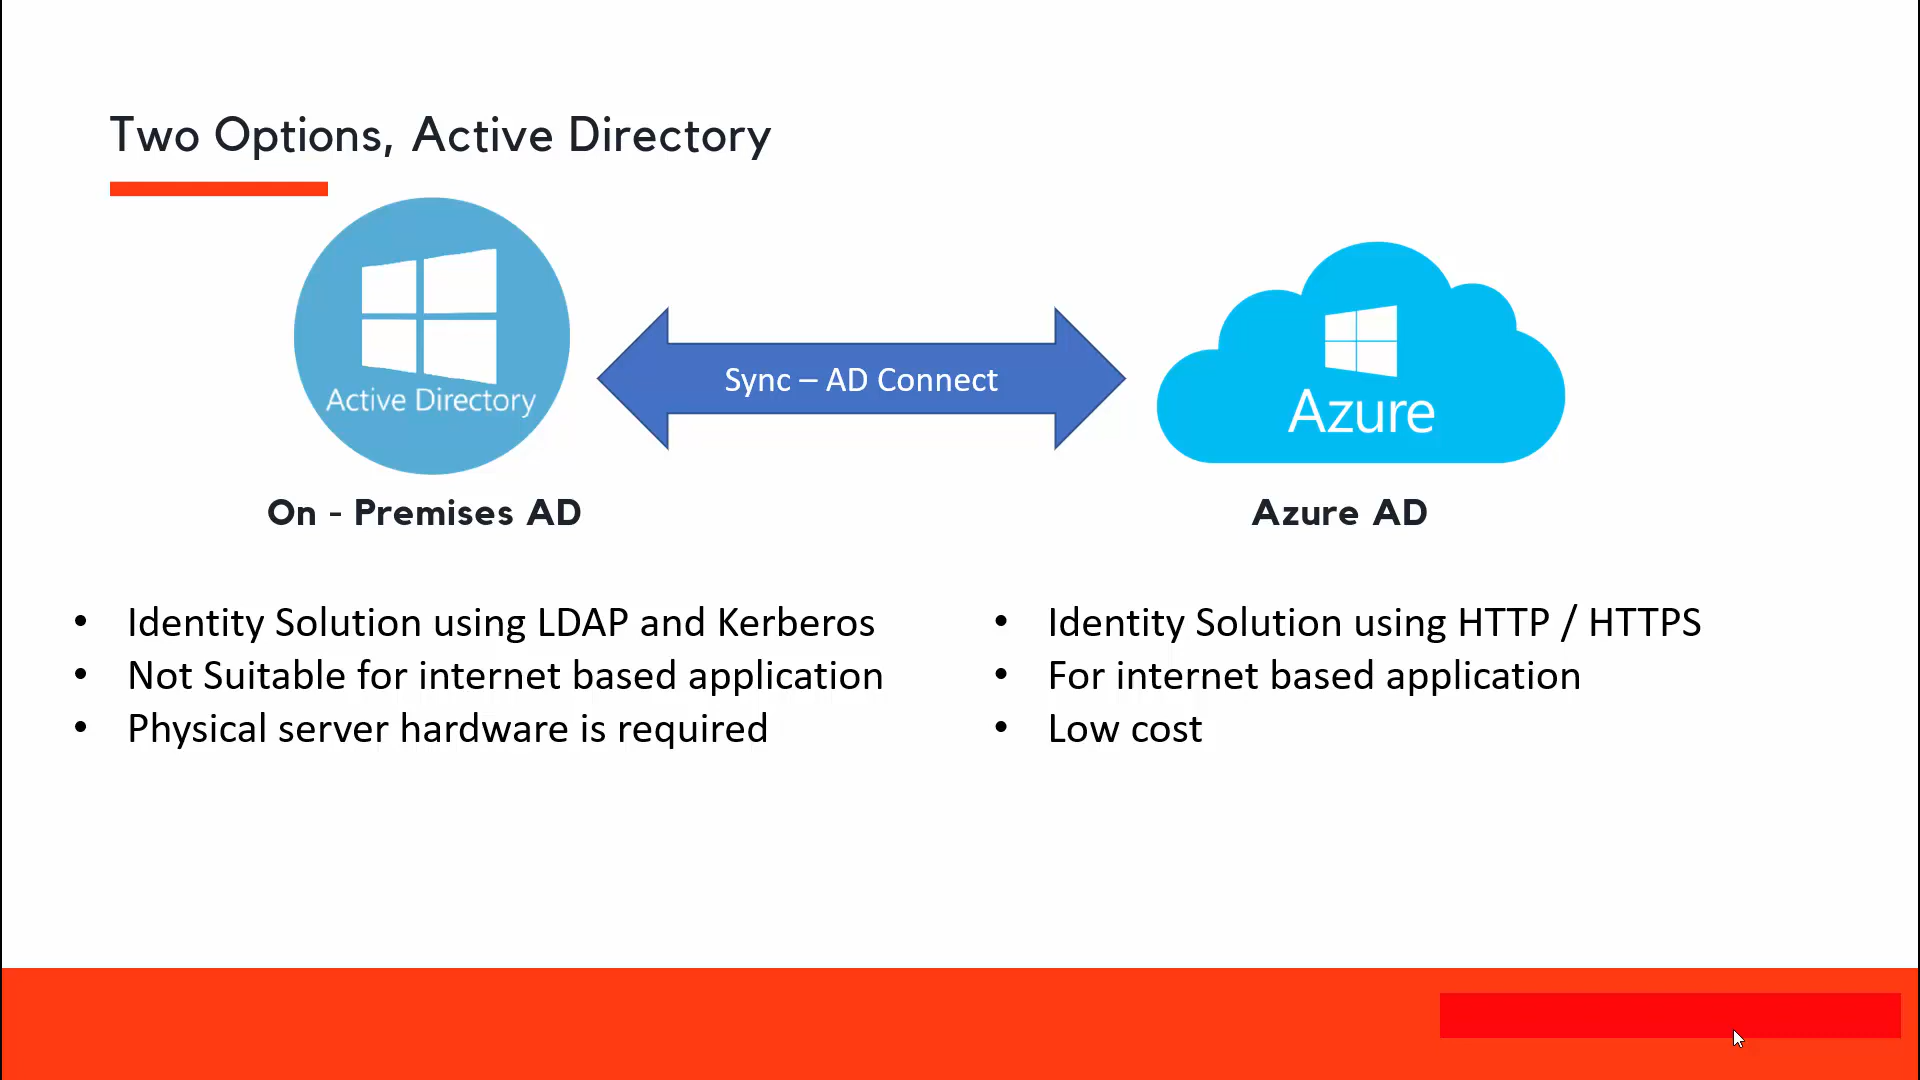 Two Options, Active Directory
Active Directory
Sync – AD Connect
Azure
On - Premises AD
Azure AD
• Identity Solution using LDAP and Kerberos
• Not Suitable for internet based application
• Physical server hardware is required
• Identity Solution using HTTP / HTTPS
• For internet based application
• Low cost